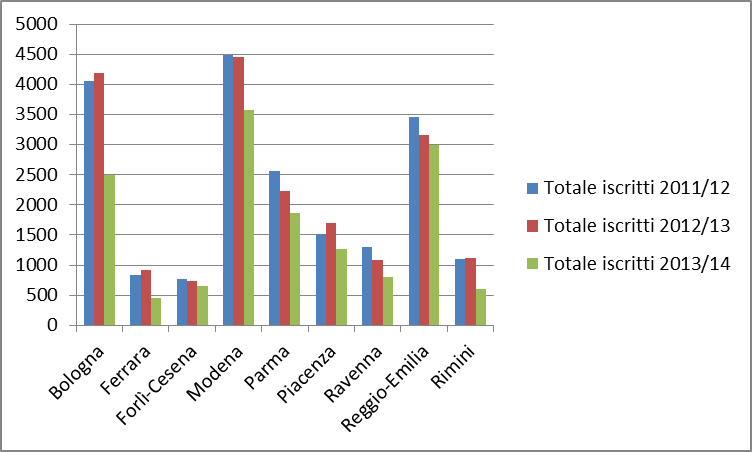 5000
4500
4000
3500
3000
2500
2000
1500
1000
500
0
Bologna
Ferrara
Forlì-Cesena
Modena
Parma
Piacenza
Ravenna
Reggio-Emilia
Rimini
Totale iscritti 2011/12
Totale iscritti 2012/13
Totale iscritti 2013/14